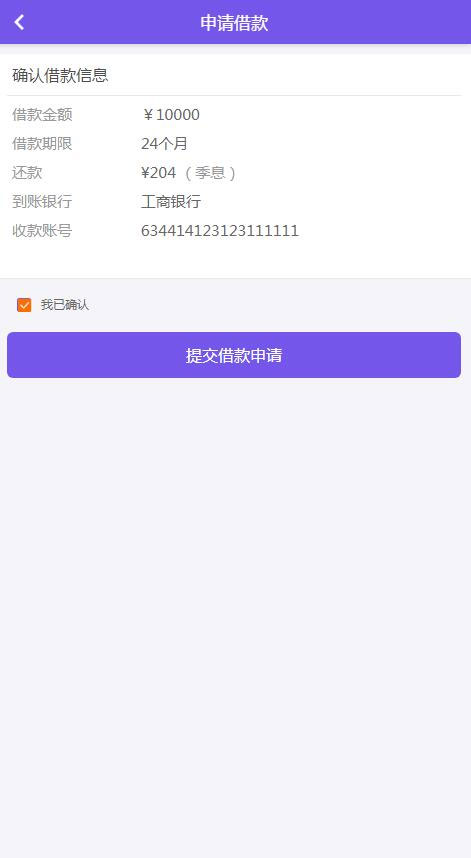 申请借款
确认借款信息
借款金额 ￥10000
借款期限 24个月
还款 ¥204 （季息）
到账银行 工商银行
收款账号 634414123123111111
我已确认
提交借款申请